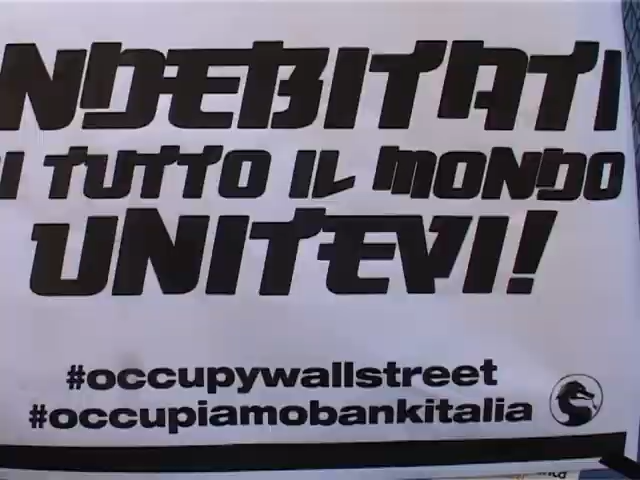 NDEBITATI
I TUTTO IL MONDO
UNITEVI!
#occupywallstreet
#occupiamobankitalia